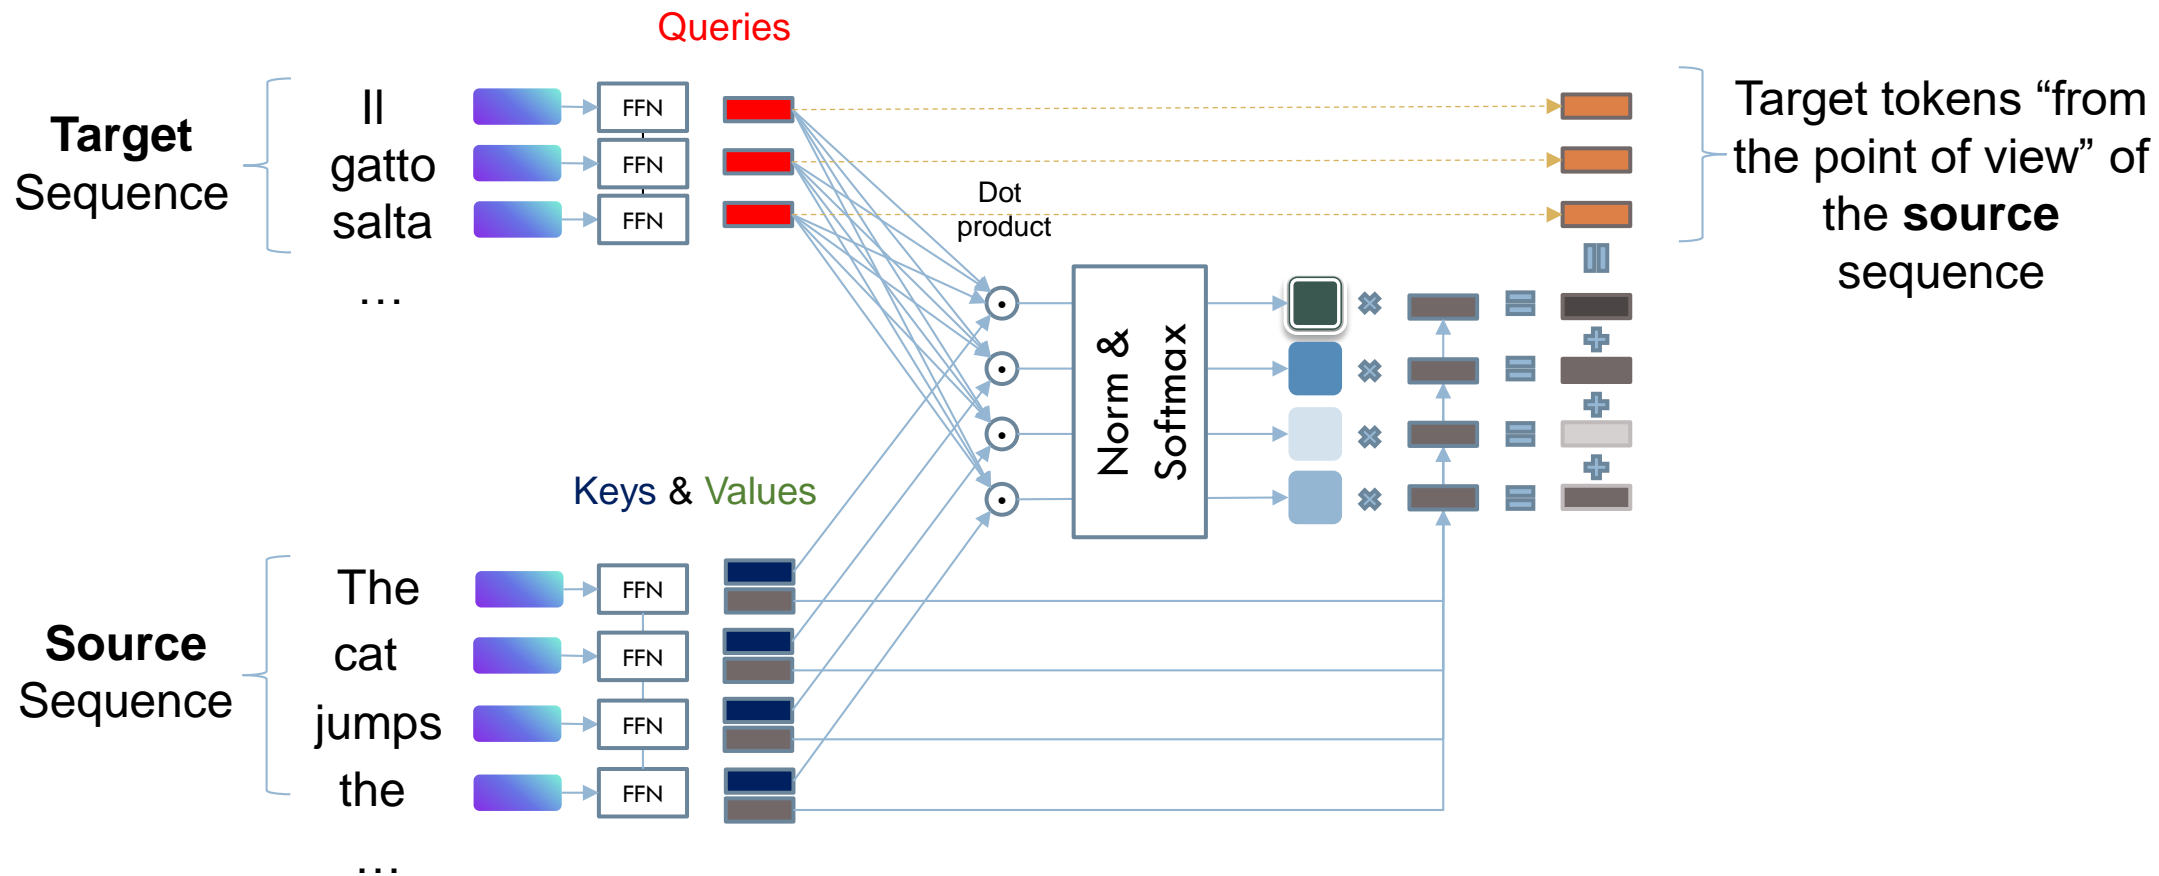 Queries
Target
Sequence
Il
gatto
salta
…
FFN
FFN
FFN
Dot
product
Target tokens “from
the point of view” of
the source
sequence
Norm &
Softmax
Keys & Values
Source
Sequence
The
cat
jumps
the
…
FFN
FFN
FFN
FFN